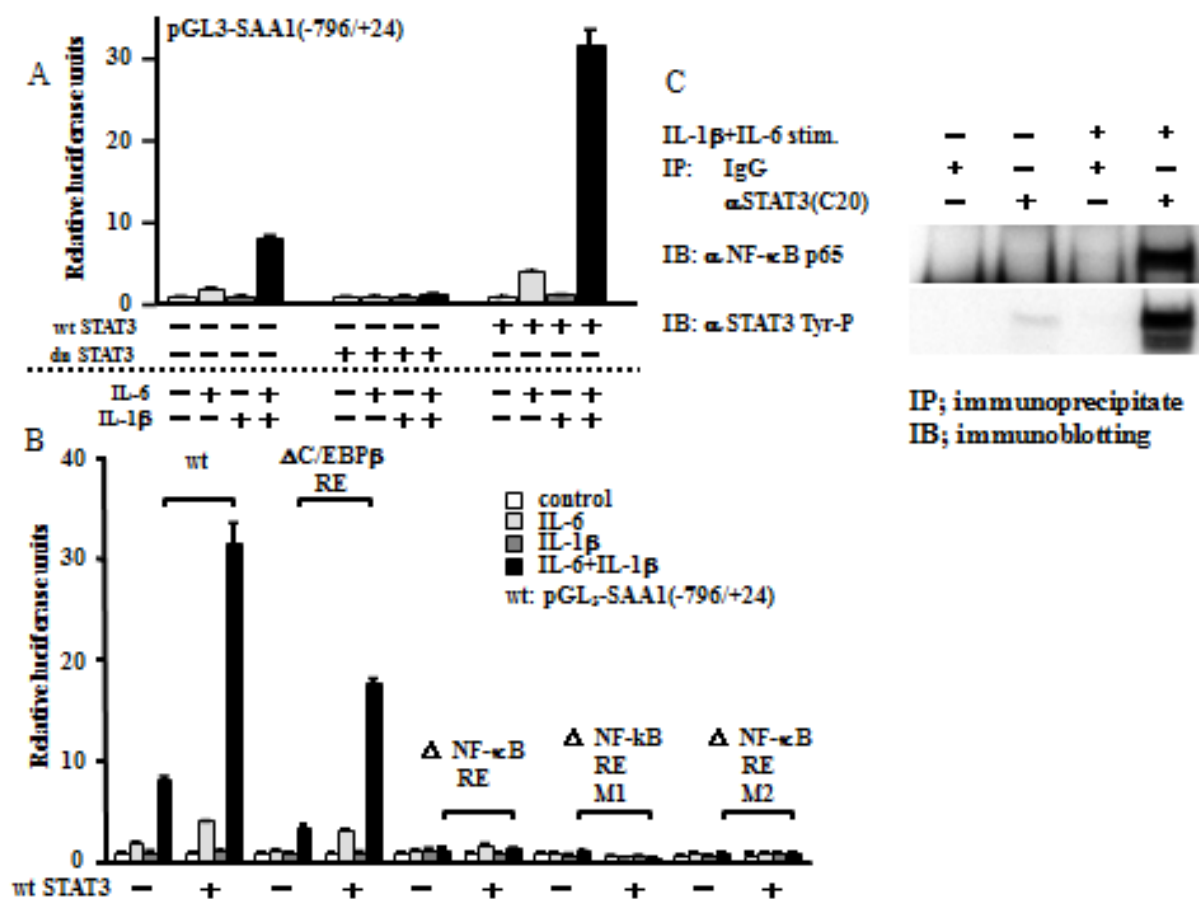 A
pGL3-SAA1(-796/+24)
Relative luciferase units
30
20
10
0
wt STAT3 − − − − − − − − + + + +
dn STAT3 − − − − + + + + − − − −
IL-6 − + − + − + − + − + − +
IL-1β − − + + − − + + − − + +
B
Relative luciferase units
40
30
20
10
0
wt
ΔC/EBPβ
RE
control
IL-6
IL-1β
IL-6+IL-1β
wt: pGL3-SAA1(-796/+24)
Δ NF-κB
RE
Δ NF-kB
RE
M1
Δ NF-κB
RE
M2
wt STAT3 − + − + − + − + − +
C
IL-1β+IL-6 stim. − − + +
IP: IgG + − + −
αSTAT3(C20) − + − +
IB: α NF-κB p65
IB: α STAT3 Tyr-P
IP; immunoprecipitate
IB; immunoblotting